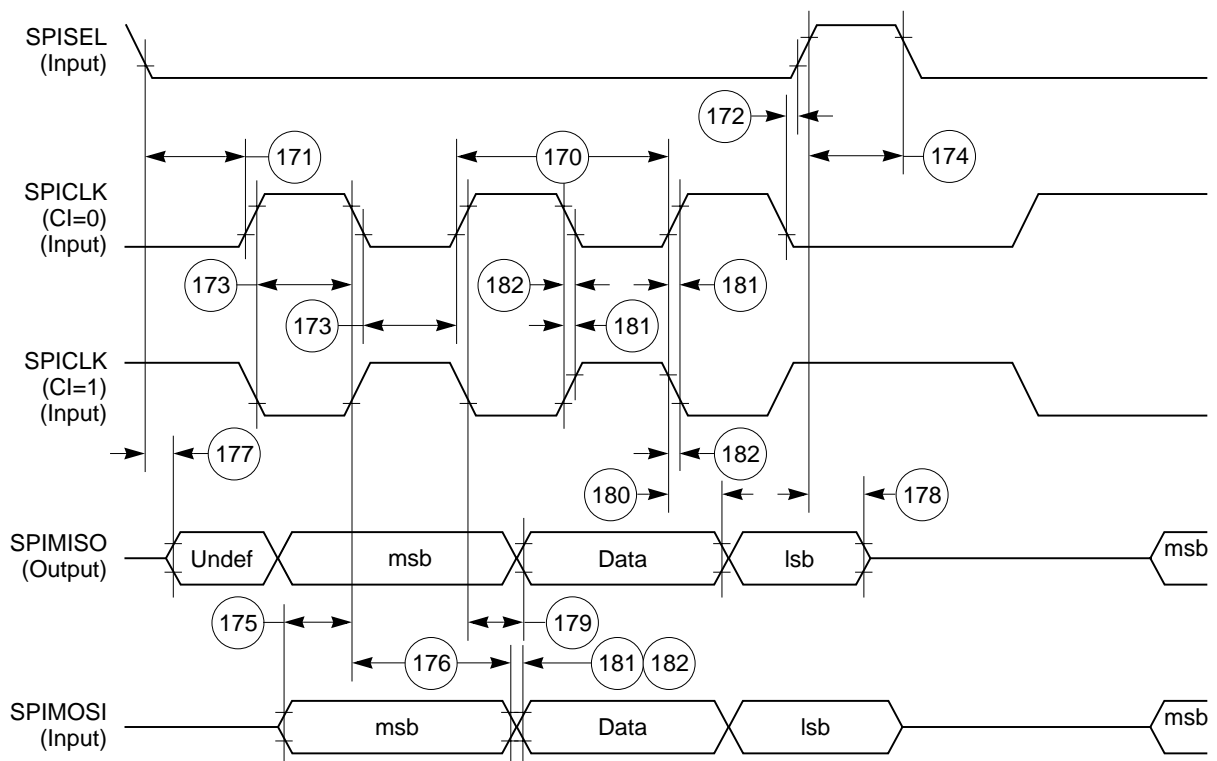 SPISEL
(Input)
172
171
170
174
SPICLK
(CI=0)
(Input)
173
182
181
173
181
SPICLK
(CI=1)
(Input)
177
182
180
178
SPIMISO
(Output)
Undef
msb
Data
lsb
msb
175
179
176
181
182
SPIMOSI
(Input)
msb
Data
lsb
msb